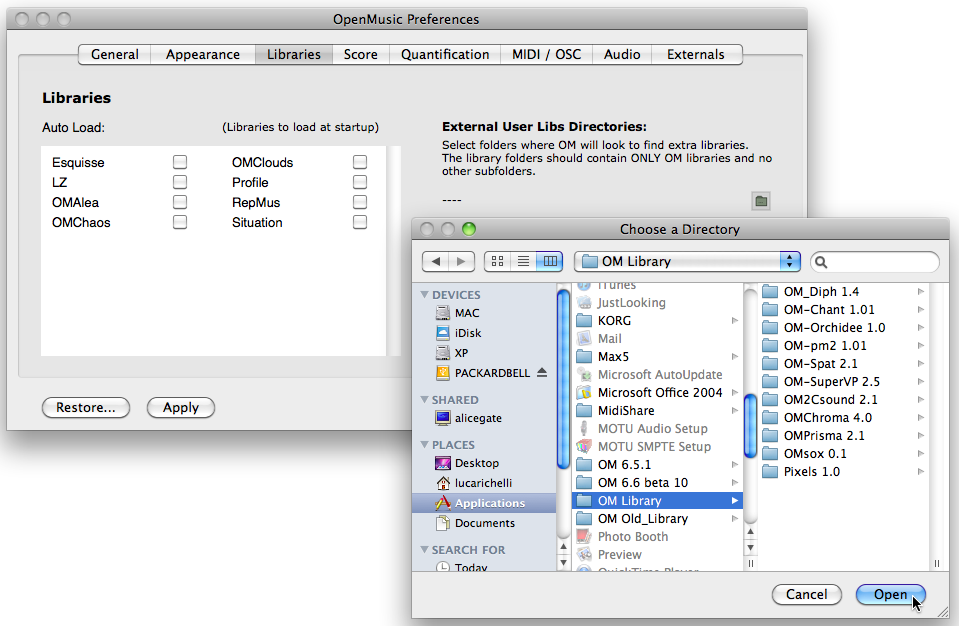 OpenMusic Preferences
General Appearance Libraries Score Quantification MIDI / OSC Audio Externals
Libraries
Auto Load: (Libraries to load at startup)
Esquisse OMClouds
LZ Profile
OMAlea RepMus
OMChaos Situation
External User Libs Directories:
Select folders where OM will look to find extra libraries.
The library folders should contain ONLY OM libraries and no
other subfolders.
----
Restore... Apply
Choose a Directory
OM Library
DEVICES
MAC
iDisk
XP
PACKARDBELL
SHARED
alicegate
PLACES
Desktop
lucarichelli
Applications
Documents
SEARCH FOR
Today
iTunes
JustLooking
KORG
Mail
Max5
Microsoft AutoUpdate
Microsoft Office 2004
MidiShare
MOTU Audio Setup
MOTU SMPTE Setup
OM 6.5.1
OM 6.6 beta 10
OM Library
OM Old_Library
Photo Booth
Preview
QuickTime Player
OM_Diph 1.4
OM-Chant 1.01
OM-Orchidee 1.0
OM-pm2 1.01
OM-Spat 2.1
OM-SuperVP 2.5
OM2Csound 2.1
OMChroma 4.0
OMPrisma 2.1
OMsox 0.1
Pixels 1.0
Cancel Open